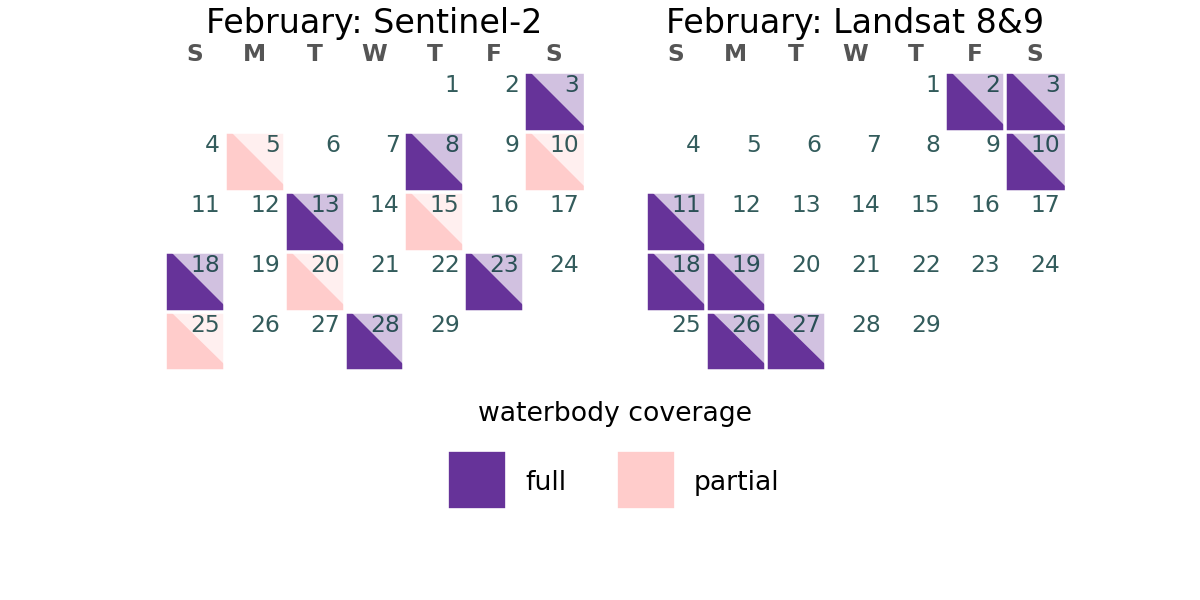 February: Sentinel-2
S M T W T F S
1 2 3
4 5 6 7 8 9 10
11 12 13 14 15 16 17
18 19 20 21 22 23 24
25 26 27 28 29
February: Landsat 8&9
S M T W T F S
1 2 3
4 5 6 7 8 9 10
11 12 13 14 15 16 17
18 19 20 21 22 23 24
25 26 27 28 29
waterbody coverage
full partial